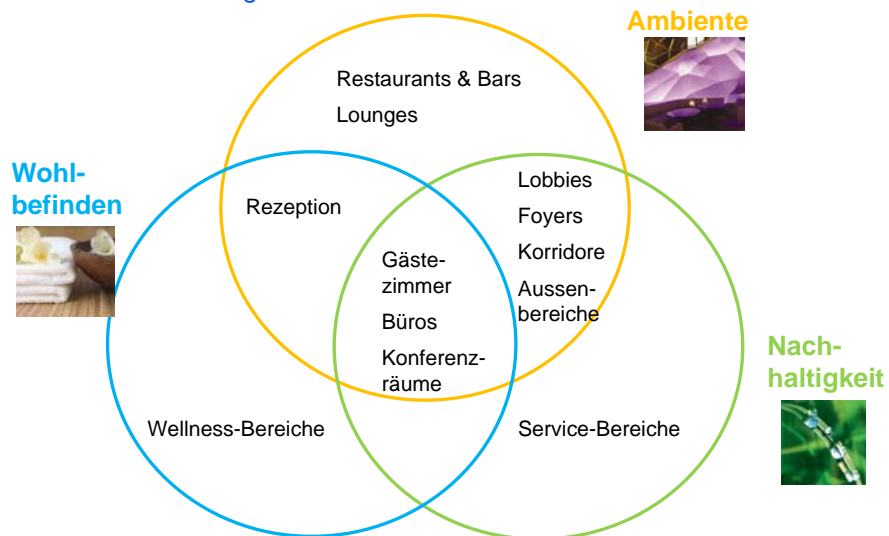 Ambiente
Restaurants & Bars
Lounges
Wohl-
befinden
Rezeption
Lobbies
Foyers
Korridore
Aussen-
bereiche
Gäste-
zimmer
Büros
Konferenz-
räume
Nach-
haltigkeit
Wellness-Bereiche
Service-Bereiche